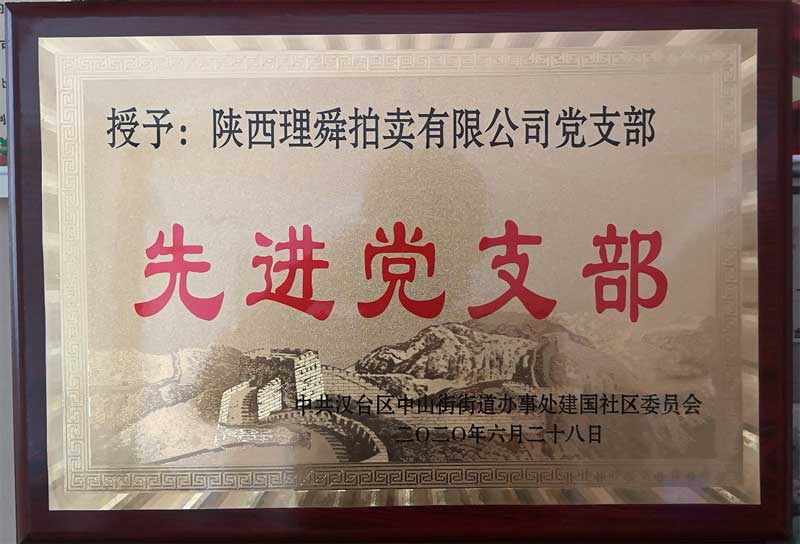 授予：陕西理舜拍卖有限公司党支部
先进党支部
中共汉台区中山街街道办事处建国社区委员会
二〇二〇年六月二十八日